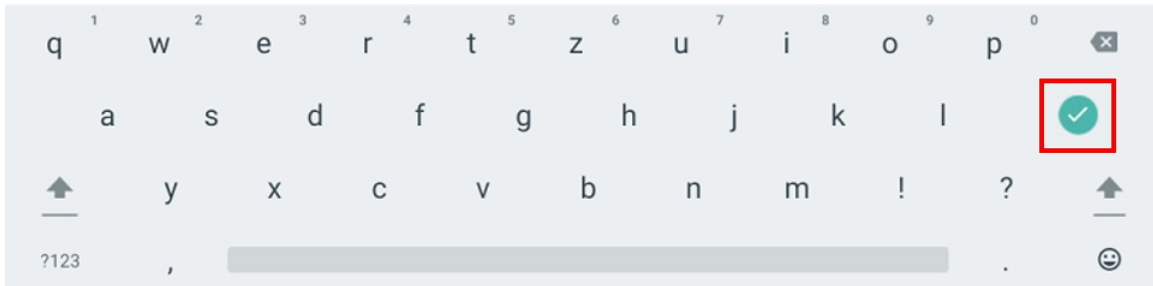 1 2 3 4 5 6 7 8 9 0
q w e r t z u i o p
a s d f g h j k l
y x c v b n m ! ?
?123 , .